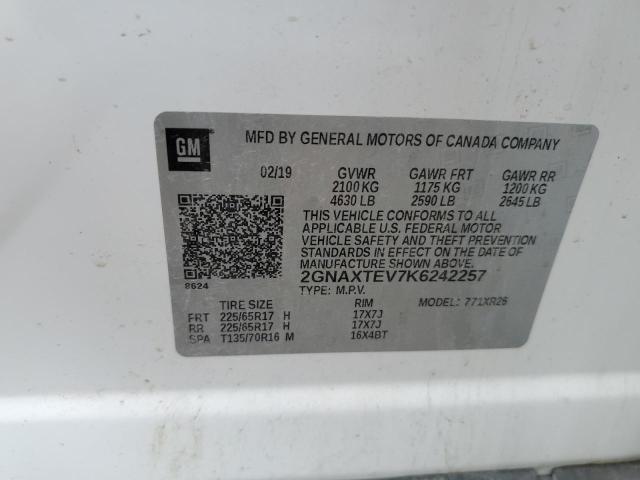 GM
MFD BY GENERAL MOTORS OF CANADA COMPANY
02/19 GVWR GAWR FRT GAWR RR
2100 KG 1175 KG 1200 KG
4630 LB 2590 LB 2645 LB
THIS VEHICLE CONFORMS TO ALL
APPLICABLE U.S. FEDERAL MOTOR
VEHICLE SAFETY AND THEFT PREVENTION
STANDARDS IN EFFECT ON THE DATE OF
MANUFACTURE SHOWN ABOVE.
8624
2GNAXTEV7K6242257
TYPE: M.P.V.
TIRE SIZE RIM MODEL: 771XR26
FRT 225/65R17 H 17X7J
RR 225/65R17 H 17X7J
SPA T135/70R16 M 16X4BT